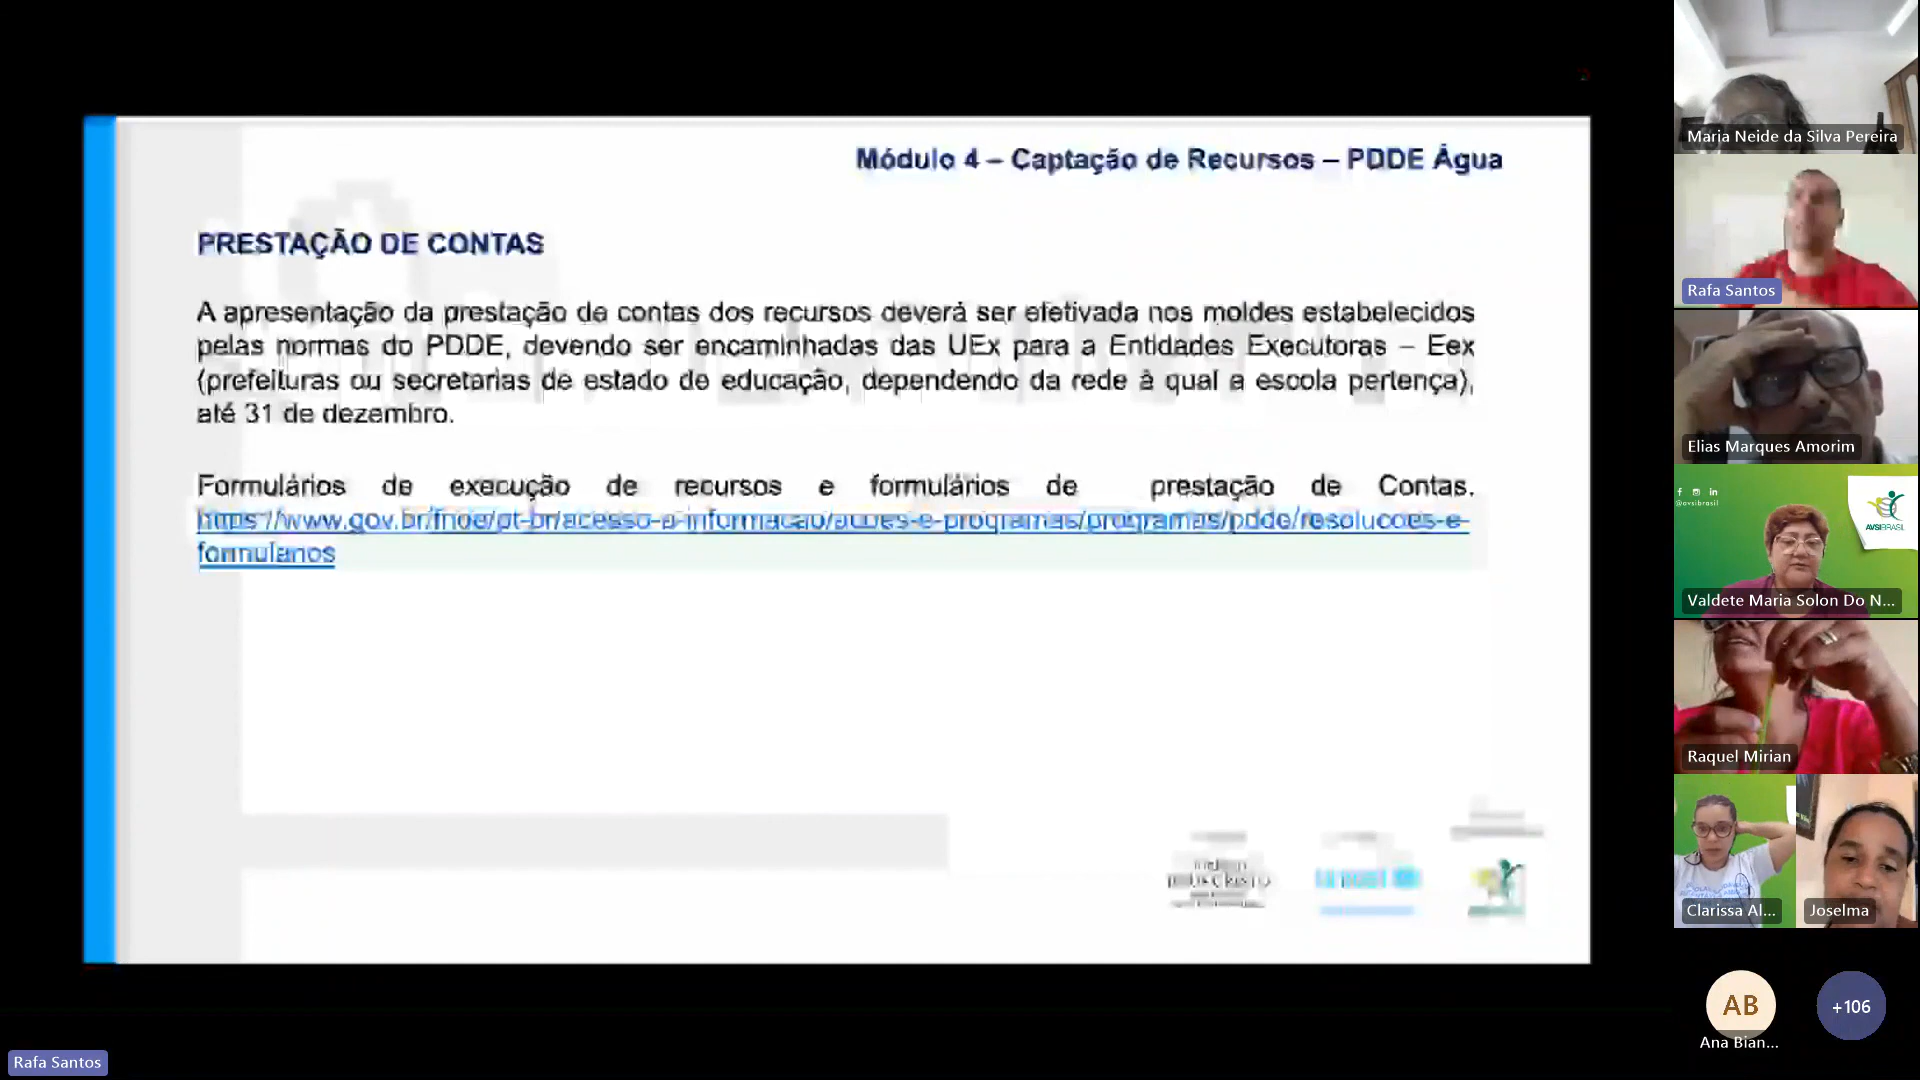 Módulo 4 – Captação de Recursos – PDDE Água
PRESTAÇÃO DE CONTAS
A apresentação da prestação de contas dos recursos deverá ser efetivada nos moldes estabelecidos
pelas normas do PDDE, devendo ser encaminhadas das UEx para a Entidades Executoras – Eex
(prefeituras ou secretarias de estado de educação, dependendo da rede à qual a escola pertença),
até 31 de dezembro.
Formulários de execução de recursos e formulários de prestação de Contas.
https://www.gov.br/fnde/pt-br/acesso-a-informacao/acoes-e-programas/programas/pdde/resolucoes-e-
formularios
Maria Neide da Silva Pereira
Rafa Santos
Elias Marques Amorim
@avsibrasil
AVSIBRASIL
Valdete Maria Solon Do N...
Raquel Mirian
Clarissa Al...
Joselma
AB
+106
Ana Bian...
Rafa Santos